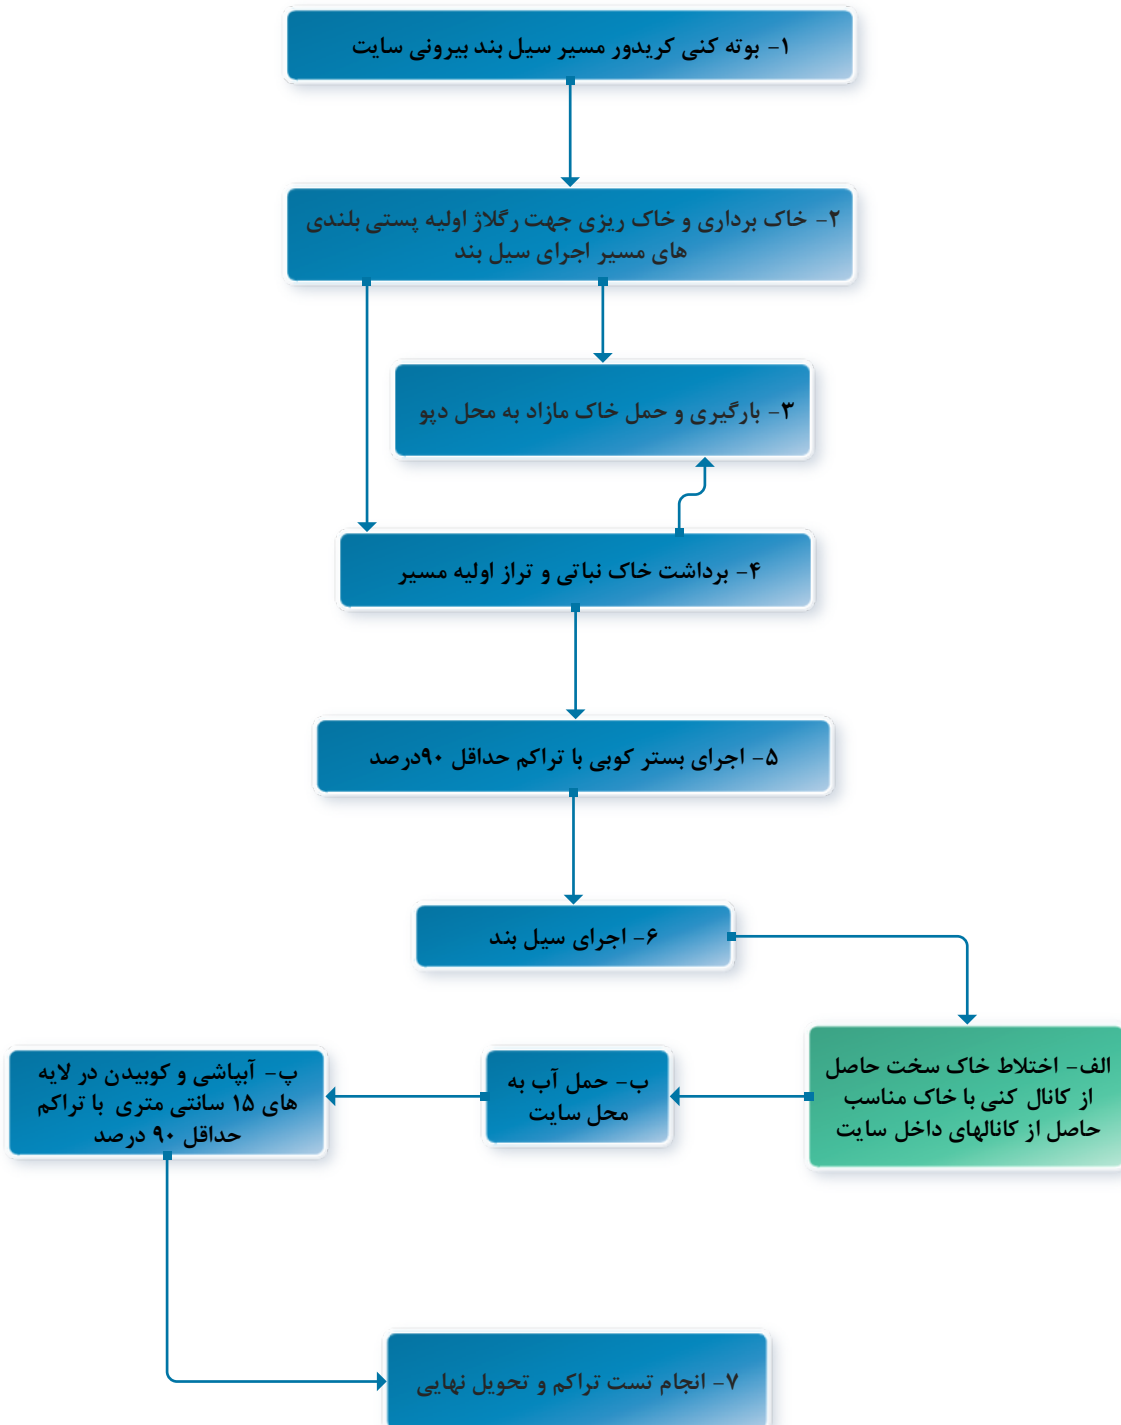 ۱- بوته کنی کریدور مسیر سیل بند بیرونی سایت
۲- خاک برداری و خاک ریزی جهت رگلاژ اولیه پستی بلندی
های مسیر اجرای سیل بند
۳- بارگیری و حمل خاک مازاد به محل دپو
۴- برداشت خاک نباتی و تراز اولیه مسیر
۵- اجرای بستر کوبی با تراکم حداقل ۹۰درصد
۶- اجرای سیل بند
الف- اختلاط خاک سخت حاصل
از کانال کنی با خاک مناسب
حاصل از کانالهای داخل سایت
ب- حمل آب به
محل سایت
پ- آبپاشی و کوبیدن در لایه
های ۱۵ سانتی متری با تراکم
حداقل ۹۰ درصد
۷- انجام تست تراکم و تحویل نهایی